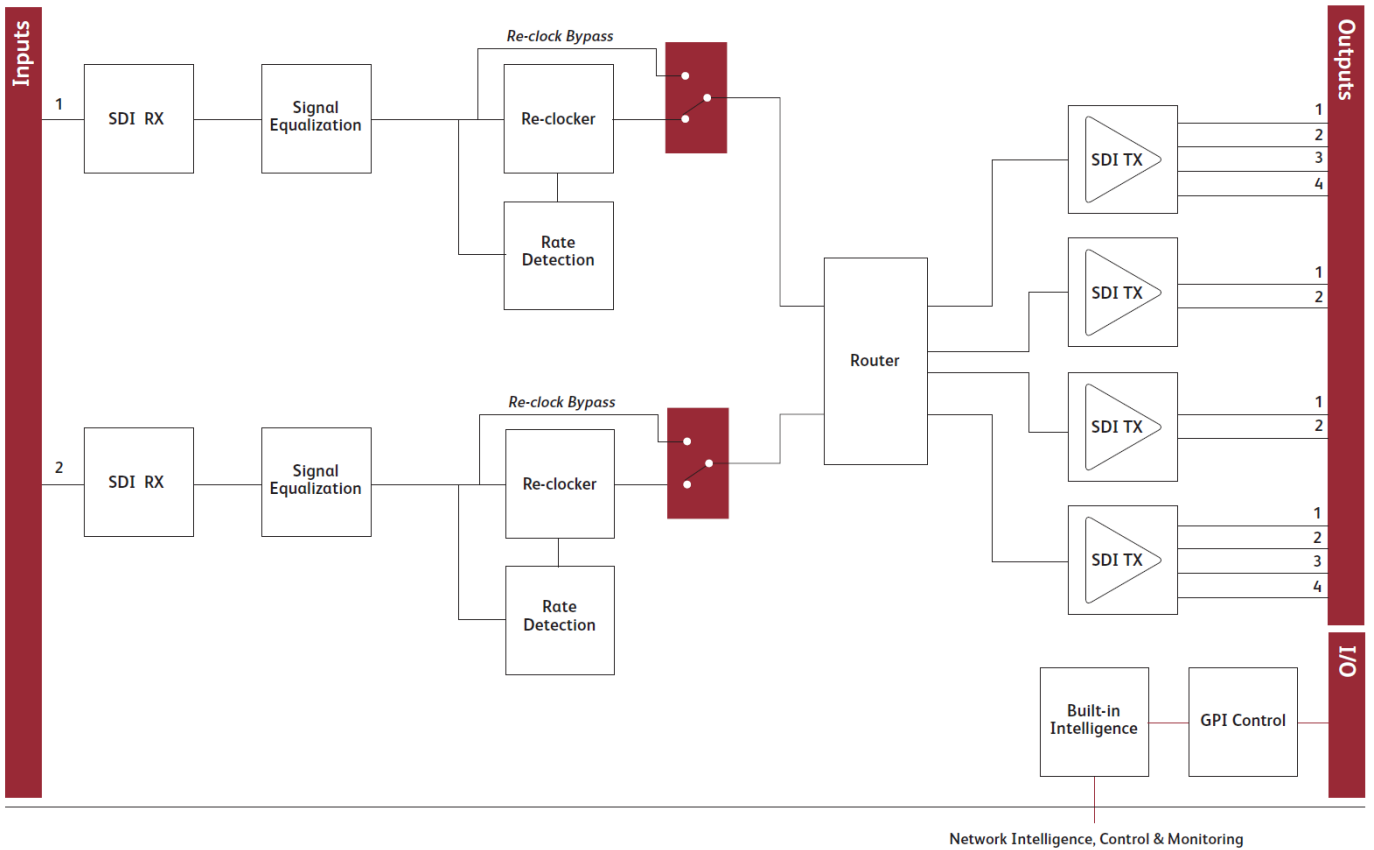 Inputs
1
SDI RX
Signal
Equalization
Re-clock Bypass
Re-clocker
Rate
Detection
2
SDI RX
Signal
Equalization
Re-clock Bypass
Re-clocker
Rate
Detection
Router
SDI TX
1
2
3
4
SDI TX
1
2
SDI TX
1
2
SDI TX
1
2
3
4
Outputs
I/O
Built-in
Intelligence
GPI Control
Network Intelligence, Control & Monitoring